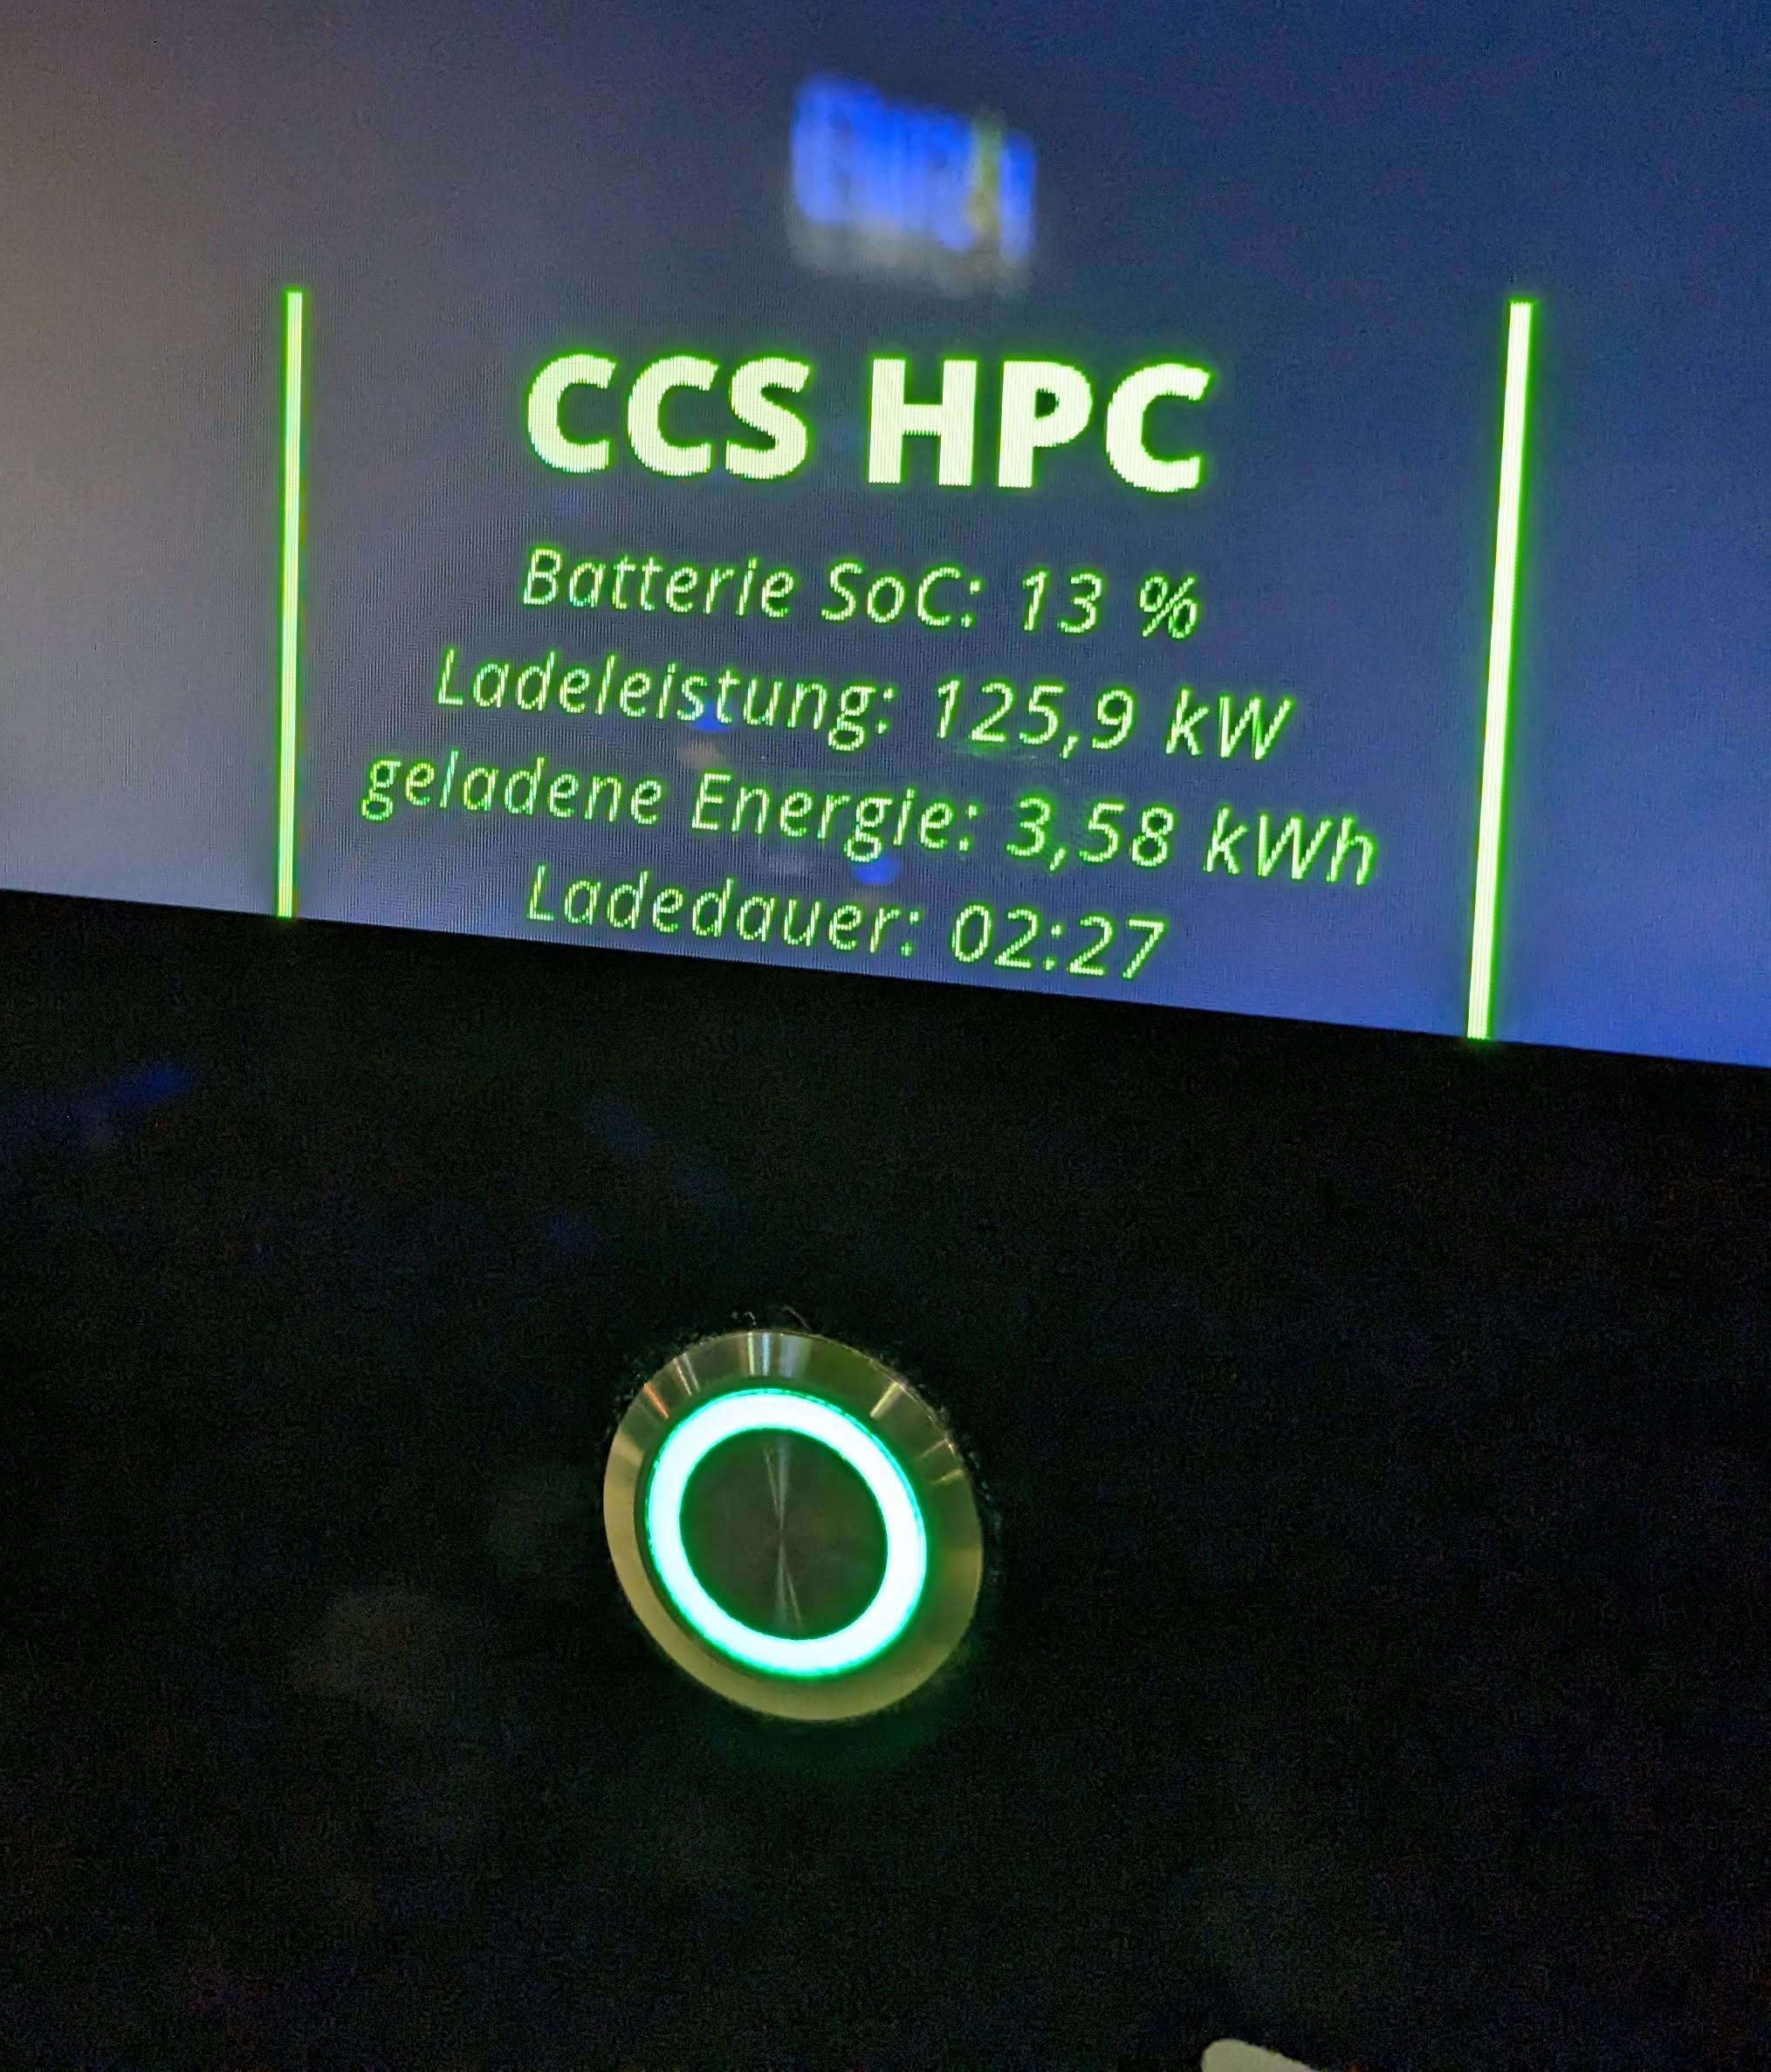 CCS HPC
Batterie SoC: 13 %
Ladeleistung: 125,9 kW
geladene Energie: 3,58 kWh
Ladedauer: 02:27